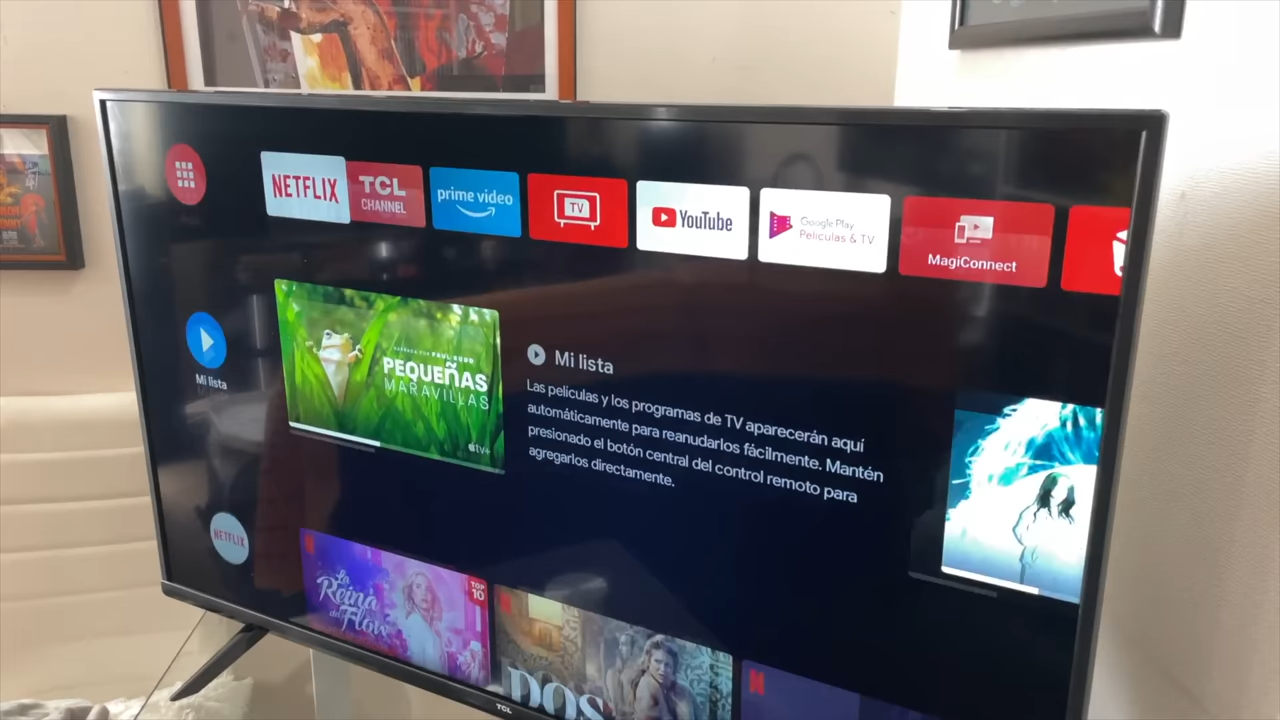 NETFLIX
TCL
CHANNEL
prime video
TV
YouTube
Google Play
Películas & TV
MagiConnect
Mi lista
PEQUEÑAS
MARAVILLAS
tv+
Mi lista
Las películas y los programas de TV aparecerán aquí
automáticamente para reanudarlos fácilmente. Mantén
presionado el botón central del control remoto para
agregarlos directamente.
NETFLIX
La
Reina
del Flow
TOP
10
DOS
TCL